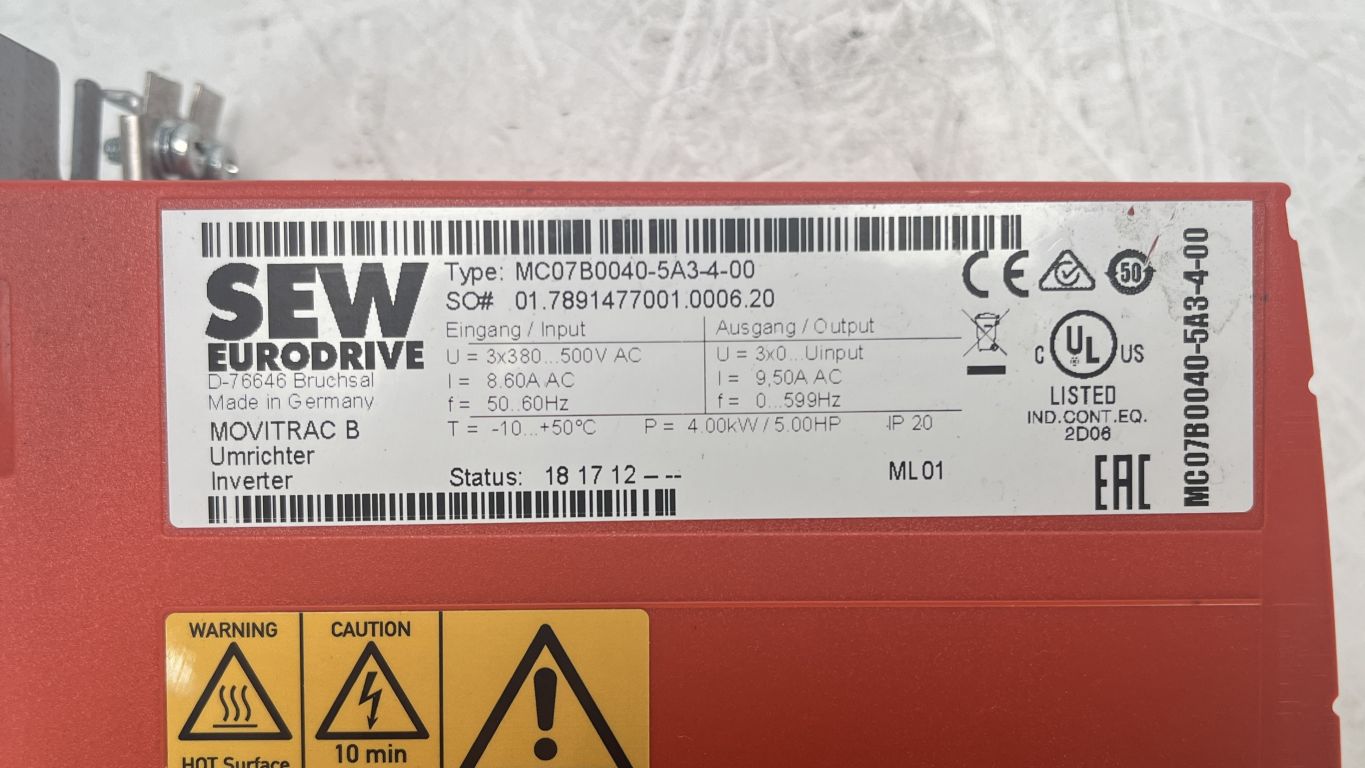 SEW
EURODRIVE
D-76646 Bruchsal
Made in Germany
MOVITRAC B
Umrichter
Inverter
Type: MC07B0040-5A3-4-00
SO# 01.7891477001.0006.20
Eingang / Input
U = 3x380...500V AC
I = 8.60A AC
f = 50..60Hz
Ausgang / Output
U = 3x0...Uinput
I = 9,50A AC
f = 0...599Hz
T = -10...+50°C P = 4.00kW / 5.00HP IP 20
Status: 18 17 12 – --
ML01
CE
50
C UL US
LISTED
IND.CONT.EQ.
2D06
EAC
MC07B0040-5A3-4-00
WARNING
HOT Surface
CAUTION
10 min